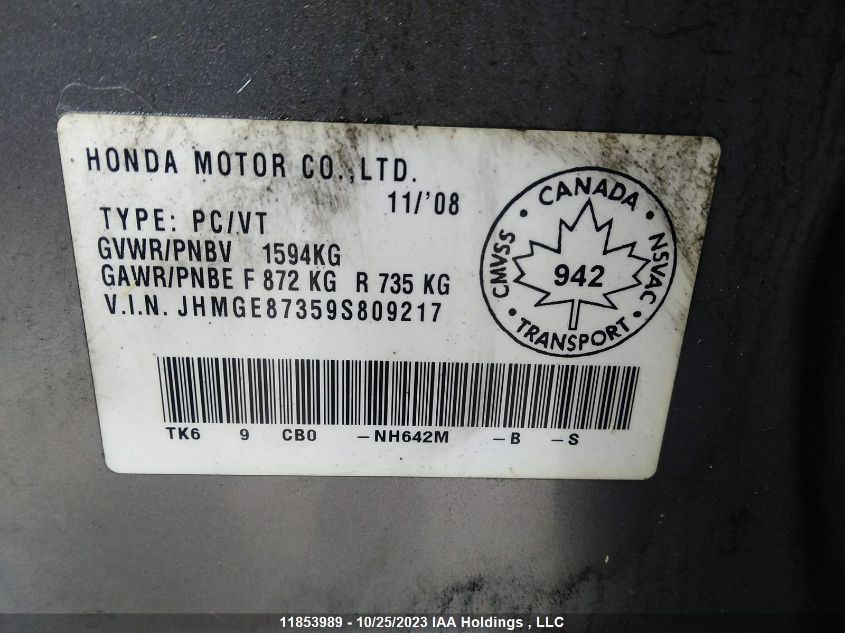 HONDA MOTOR CO.,LTD.
11/'08
TYPE: PC/VT
GVWR/PNBV 1594KG
GAWR/PNBE F 872 KG R 735 KG
V.I.N. JHMGE87359S809217
CANADA
CMVSS
NSVAC
942
TRANSPORT
TK6 9 CB0 -NH642M -B -S
11853989 - 10/25/2023 IAA Holdings , LLC